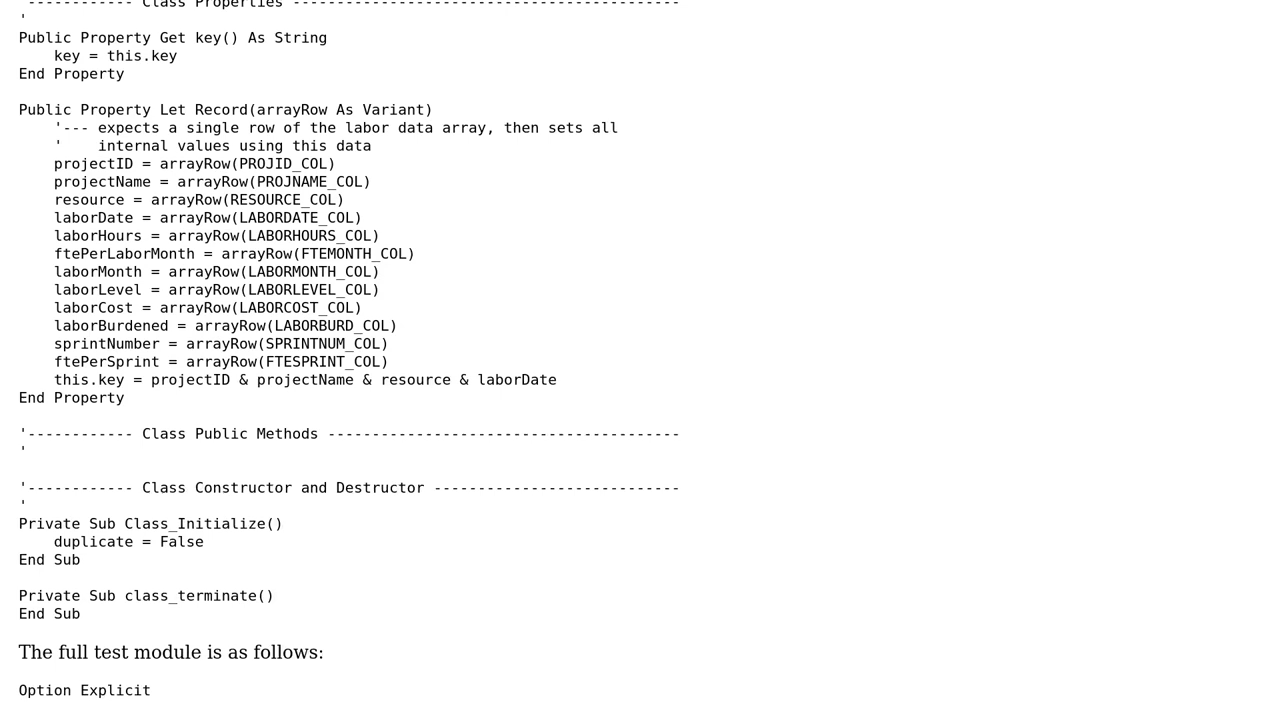 '------------ Class Properties --------------------------------------------
'
Public Property Get key() As String
    key = this.key
End Property

Public Property Let Record(arrayRow As Variant)
    '--- expects a single row of the labor data array, then sets all
    '    internal values using this data
    projectID = arrayRow(PROJID_COL)
    projectName = arrayRow(PROJNAME_COL)
    resource = arrayRow(RESOURCE_COL)
    laborDate = arrayRow(LABORDATE_COL)
    laborHours = arrayRow(LABORHOURS_COL)
    ftePerLaborMonth = arrayRow(FTEMONTH_COL)
    laborMonth = arrayRow(LABORMONTH_COL)
    laborLevel = arrayRow(LABORLEVEL_COL)
    laborCost = arrayRow(LABORCOST_COL)
    laborBurdened = arrayRow(LABORBURD_COL)
    sprintNumber = arrayRow(SPRINTNUM_COL)
    ftePerSprint = arrayRow(FTESPRINT_COL)
    this.key = projectID & projectName & resource & laborDate
End Property

'------------ Class Public Methods ----------------------------------------
'

'------------ Class Constructor and Destructor ----------------------------
'
Private Sub Class_Initialize()
    duplicate = False
End Sub

Private Sub class_terminate()
End Sub

The full test module is as follows:

Option Explicit